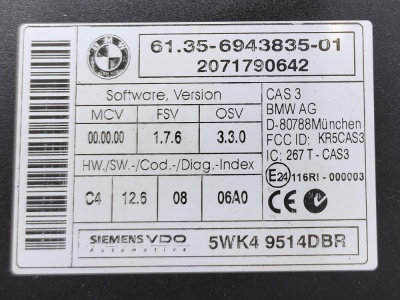 BMW
61.35-6943835-01
2071790642
Software, Version
MCV FSV OSV
00.00.00 1.7.6 3.3.0
HW./SW.-/Cod.-/Diag.-Index
C4 12.6 08 06A0
CAS 3
BMW AG
D-80788München
FCC ID: KR5CAS3
IC: 267 T - CAS3
E24 116RI - 000003
CE
SIEMENS VDO
Automotive
5WK4 9514DBR